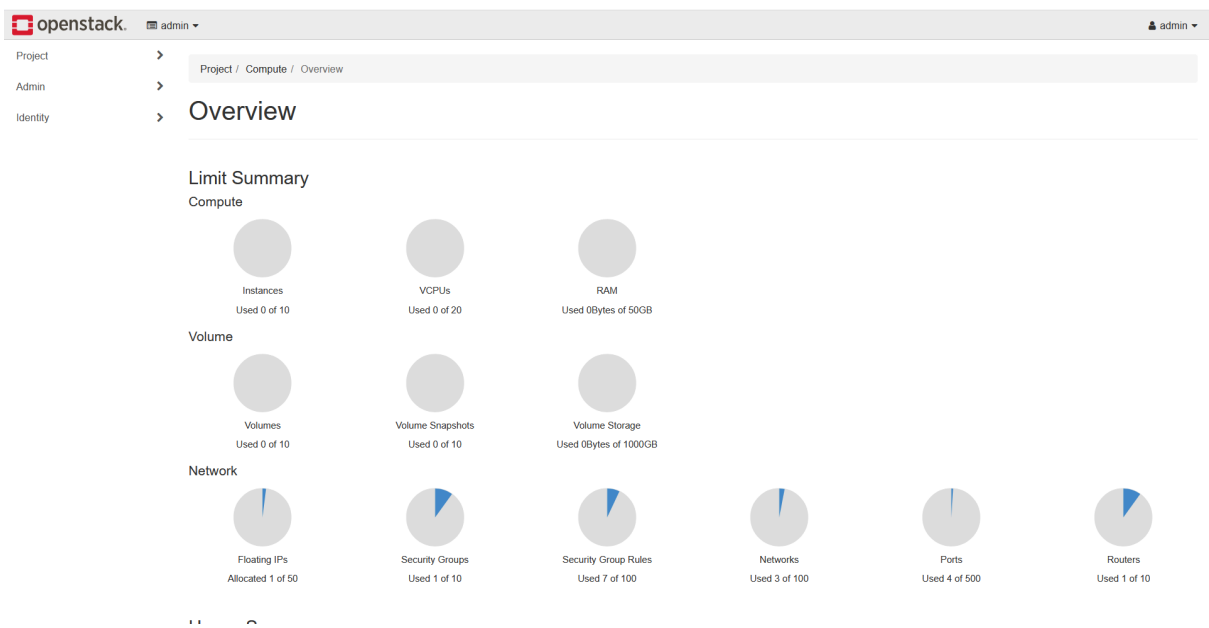 openstack. admin admin
Project
Admin
Identity
Project / Compute / Overview
Overview
Limit Summary
Compute
Instances VCPUs RAM
Used 0 of 10 Used 0 of 20 Used 0Bytes of 50GB
Volume
Volumes Volume Snapshots Volume Storage
Used 0 of 10 Used 0 of 10 Used 0Bytes of 1000GB
Network
Floating IPs Security Groups Security Group Rules Networks Ports Routers
Allocated 1 of 50 Used 1 of 10 Used 7 of 100 Used 3 of 100 Used 4 of 500 Used 1 of 10